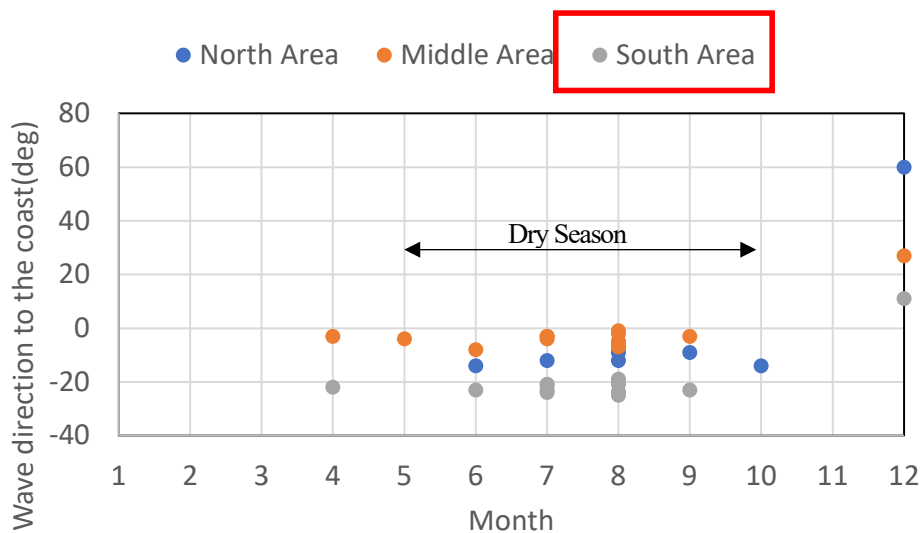 North Area Middle Area South Area
Wave direction to the coast(deg)
80
60
40
20
0
-20
-40
Dry Season
1 2 3 4 5 6 7 8 9 10 11 12
Month